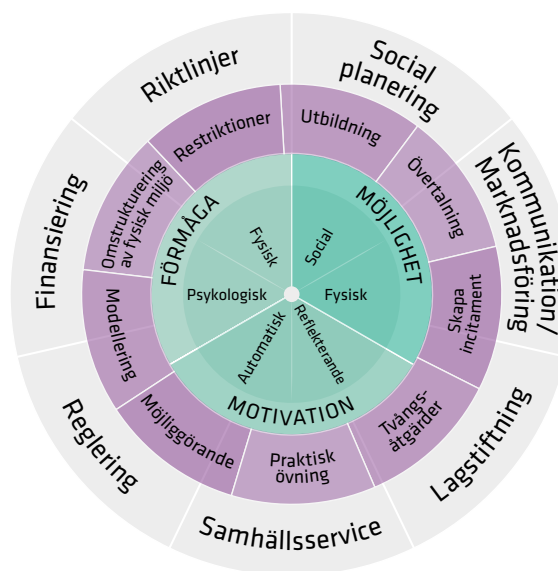 Riktlinjer
Social
planering
Kommunikation/
Marknadsföring
Lagstiftning
Samhällsservice
Reglering
Finansiering
Restriktioner
Utbildning
Övertalning
Skapa
incitament
Tvångs-
åtgärder
Praktisk
övning
Möjliggörande
Modellering
Omstrukturering
av fysisk miljö
FÖRMÅGA
MÖJLIGHET
MOTIVATION
Fysisk
Social
Fysisk
Reflekterande
Automatisk
Psykologisk